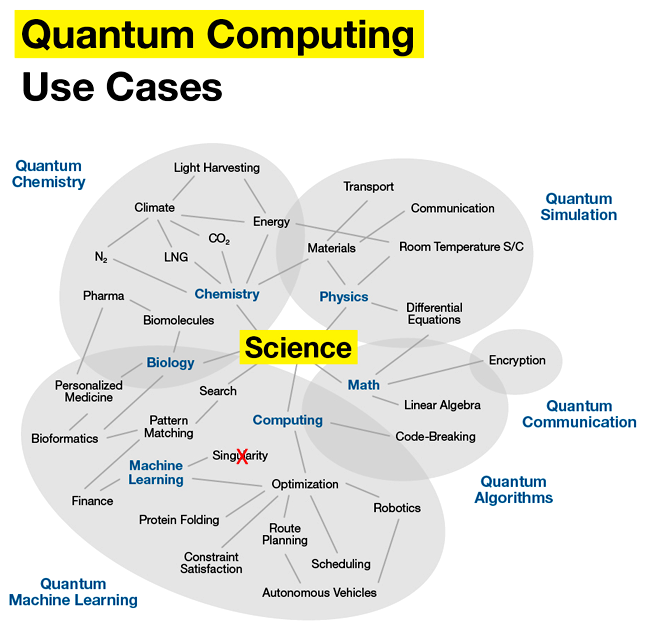 Quantum Computing
Use Cases
Quantum
Chemistry
Light Harvesting
Climate
Energy
CO₂
N₂
LNG
Chemistry
Pharma
Biomolecules
Biology
Transport
Communication
Materials
Room Temperature S/C
Physics
Differential
Equations
Quantum
Simulation
Science
Encryption
Math
Linear Algebra
Code-Breaking
Quantum
Communication
Quantum
Algorithms
Personalized
Medicine
Search
Computing
Pattern
Matching
Bioformatics
Singularity
X
Machine
Learning
Optimization
Finance
Robotics
Protein Folding
Route
Planning
Constraint
Satisfaction
Scheduling
Autonomous Vehicles
Quantum
Machine Learning